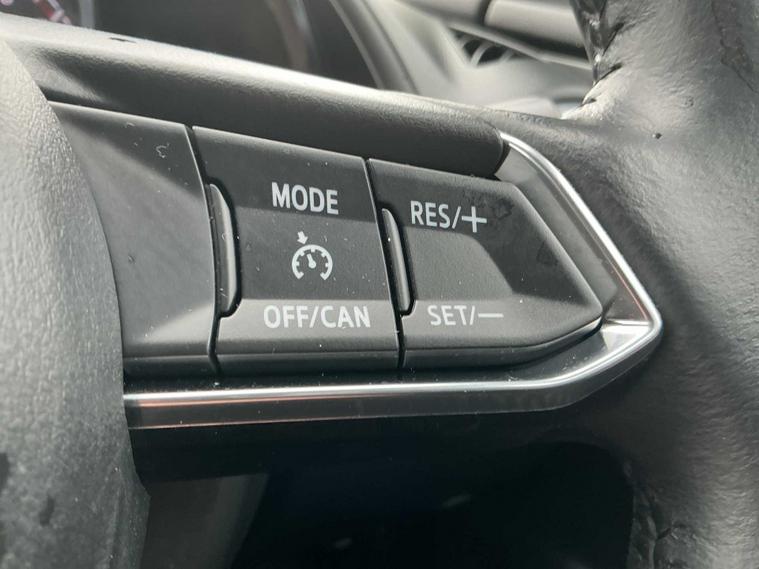 MODE
OFF/CAN
RES/+
SET/—